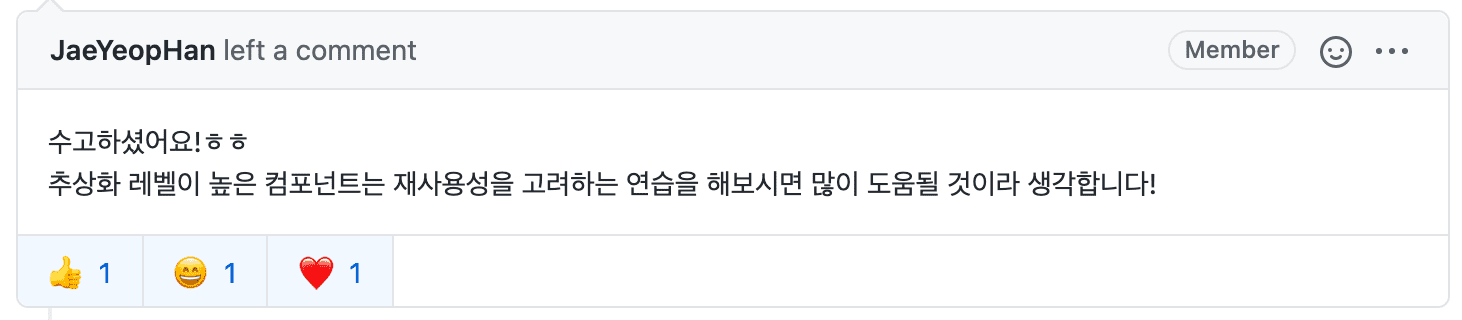 JaeYeopHan left a comment Member
수고하셨어요!ㅎㅎ
추상화 레벨이 높은 컴포넌트는 재사용성을 고려하는 연습을 해보시면 많이 도움될 것이라 생각합니다!
👍 1 😄 1 ❤️ 1